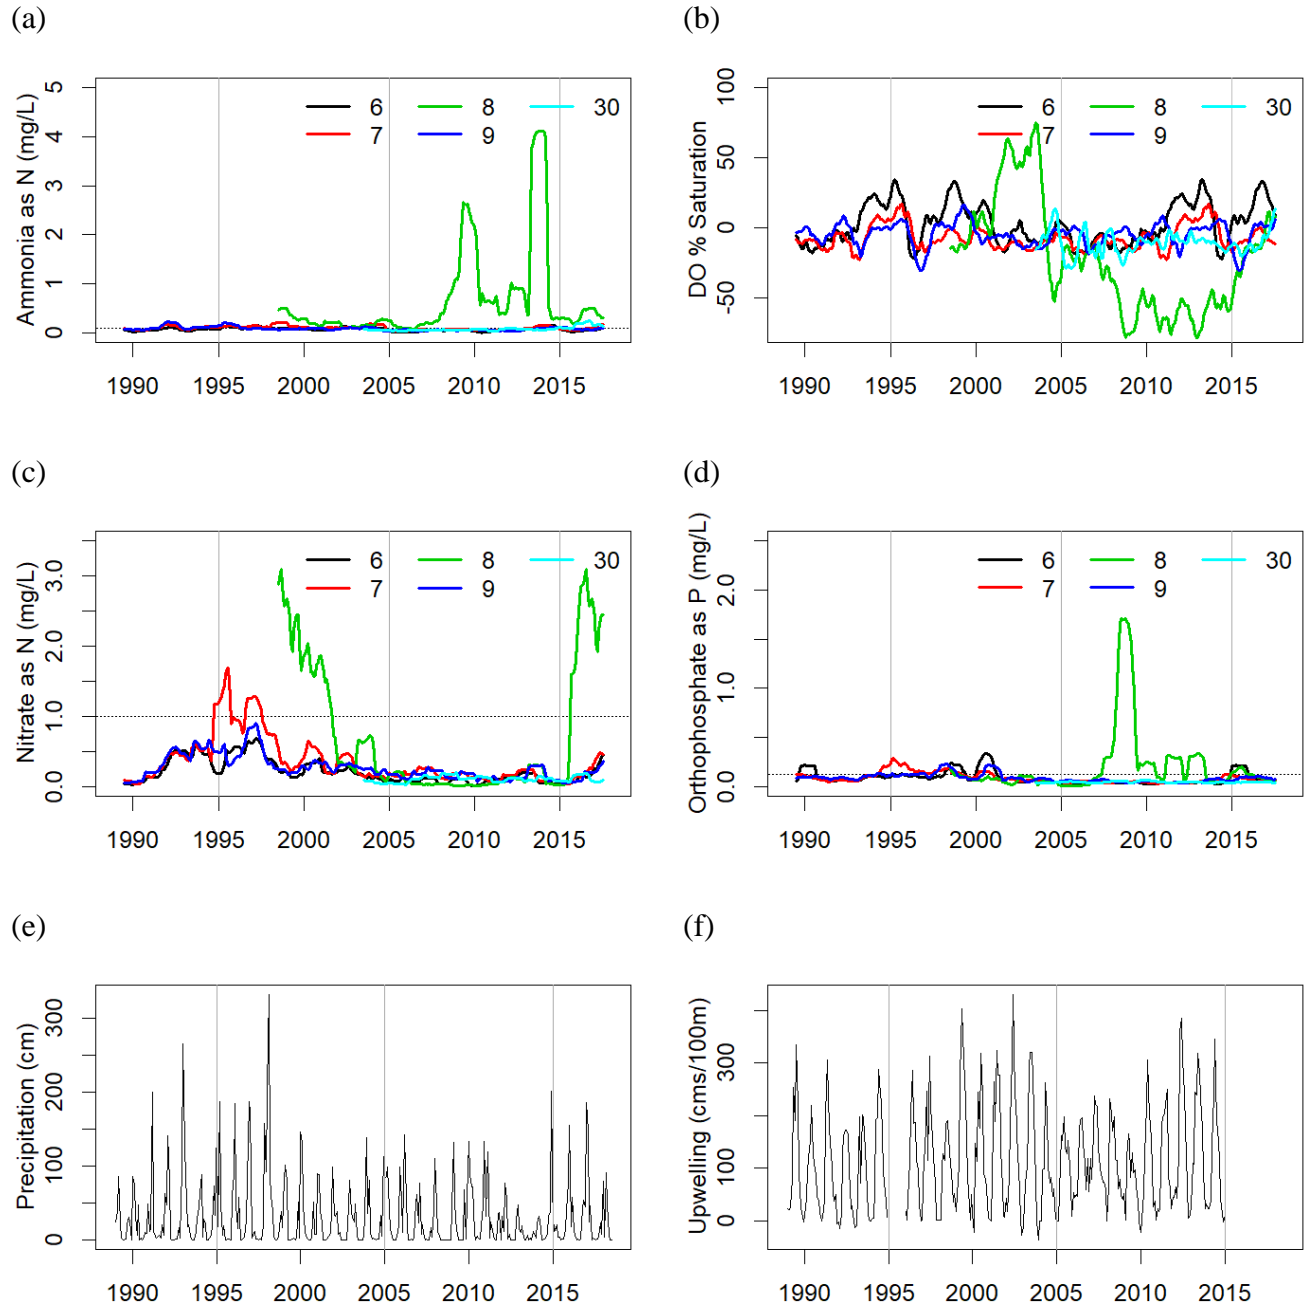 (a)
Ammonia as N (mg/L)
0 1 2 3 4 5
6 8 30
7 9
1990 1995 2000 2005 2010 2015
(b)
DO % Saturation
-50 0 50 100
6 8 30
7 9
1990 1995 2000 2005 2010 2015
(c)
Nitrate as N (mg/L)
0.0 1.0 2.0 3.0
6 8 30
7 9
1990 1995 2000 2005 2010 2015
(d)
Orthophosphate as P (mg/L)
0.0 1.0 2.0
6 8 30
7 9
1990 1995 2000 2005 2010 2015
(e)
Precipitation (cm)
0 100 200 300
1990 1995 2000 2005 2010 2015
(f)
Upwelling (cms/100m)
0 100 300
1990 1995 2000 2005 2010 2015